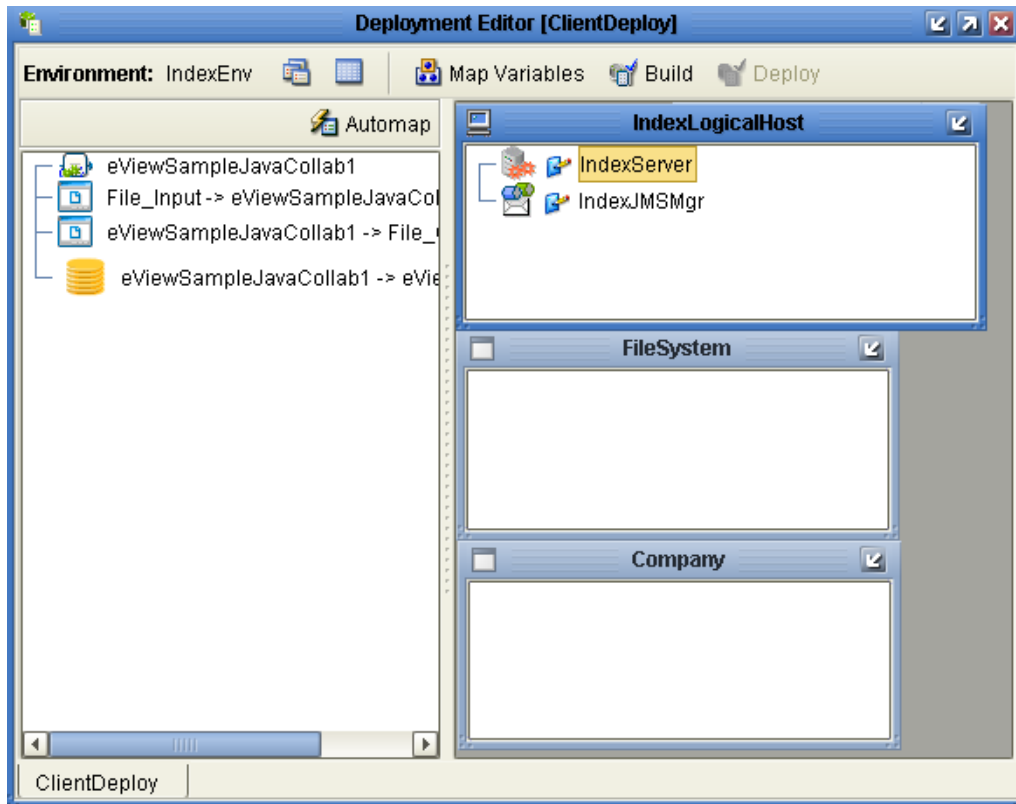 Deployment Editor [ClientDeploy]
Environment: IndexEnv Map Variables Build Deploy
Automap
eViewSampleJavaCollab1
File_Input -> eViewSampleJavaCol
eViewSampleJavaCollab1 -> File_
eViewSampleJavaCollab1 -> eVie
IndexLogicalHost
IndexServer
IndexJMSMgr
FileSystem
Company
ClientDeploy